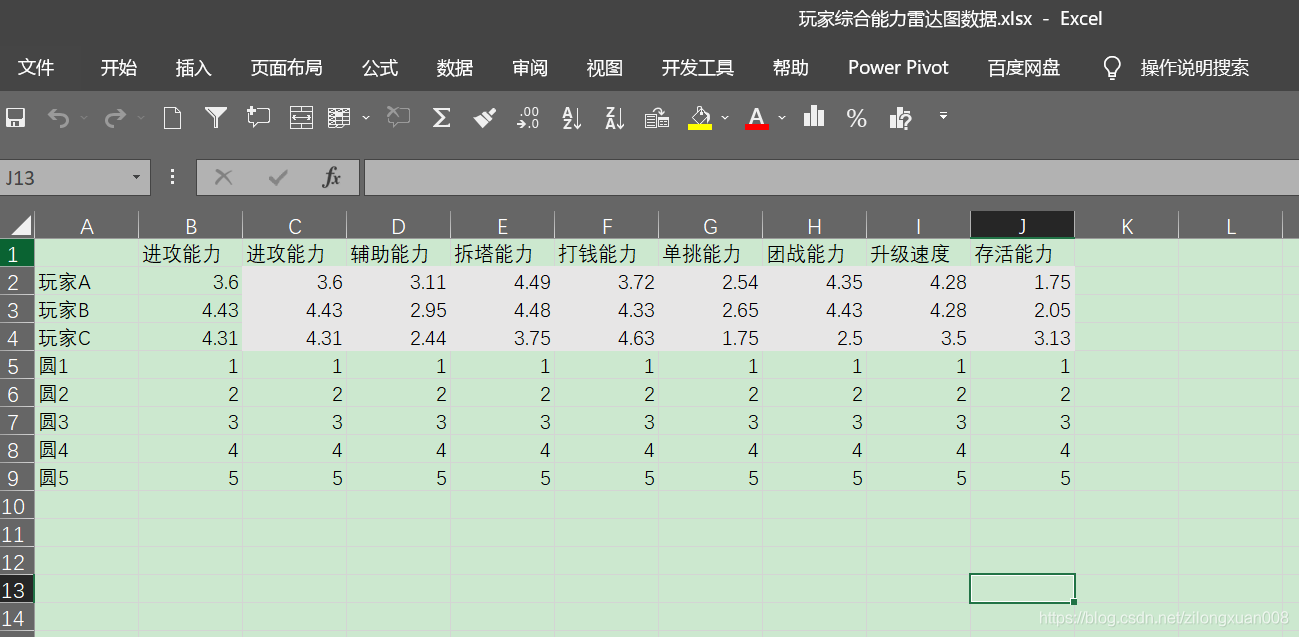 玩家综合能力雷达图数据.xlsx - Excel
文件 开始 插入 页面布局 公式 数据 审阅 视图 开发工具 帮助 Power Pivot 百度网盘 操作说明搜索
J13 fx
A B C D E F G H I J K L
1 进攻能力 进攻能力 辅助能力 拆塔能力 打钱能力 单挑能力 团战能力 升级速度 存活能力
2 玩家A 3.6 3.6 3.11 4.49 3.72 2.54 4.35 4.28 1.75
3 玩家B 4.43 4.43 2.95 4.48 4.33 2.65 4.43 4.28 2.05
4 玩家C 4.31 4.31 2.44 3.75 4.63 1.75 2.5 3.5 3.13
5 圆1 1 1 1 1 1 1 1 1 1
6 圆2 2 2 2 2 2 2 2 2 2
7 圆3 3 3 3 3 3 3 3 3 3
8 圆4 4 4 4 4 4 4 4 4 4
9 圆5 5 5 5 5 5 5 5 5 5
10
11
12
13
14
https://blog.csdn.net/zilongxuan008